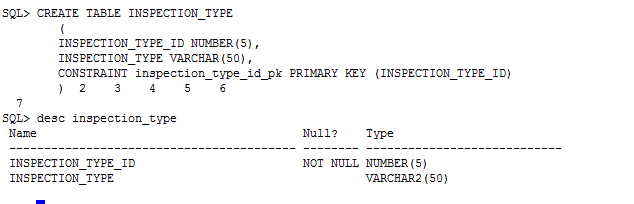 SQL> CREATE TABLE INSPECTION_TYPE
(
INSPECTION_TYPE_ID NUMBER(5),
INSPECTION_TYPE VARCHAR(50),
CONSTRAINT inspection_type_id_pk PRIMARY KEY (INSPECTION_TYPE_ID)
)  2    3    4    5    6
7
SQL> desc inspection_type
Name                                      Null?    Type
----------------------------------------- -------- ----------------------------
INSPECTION_TYPE_ID                        NOT NULL NUMBER(5)
INSPECTION_TYPE                                    VARCHAR2(50)